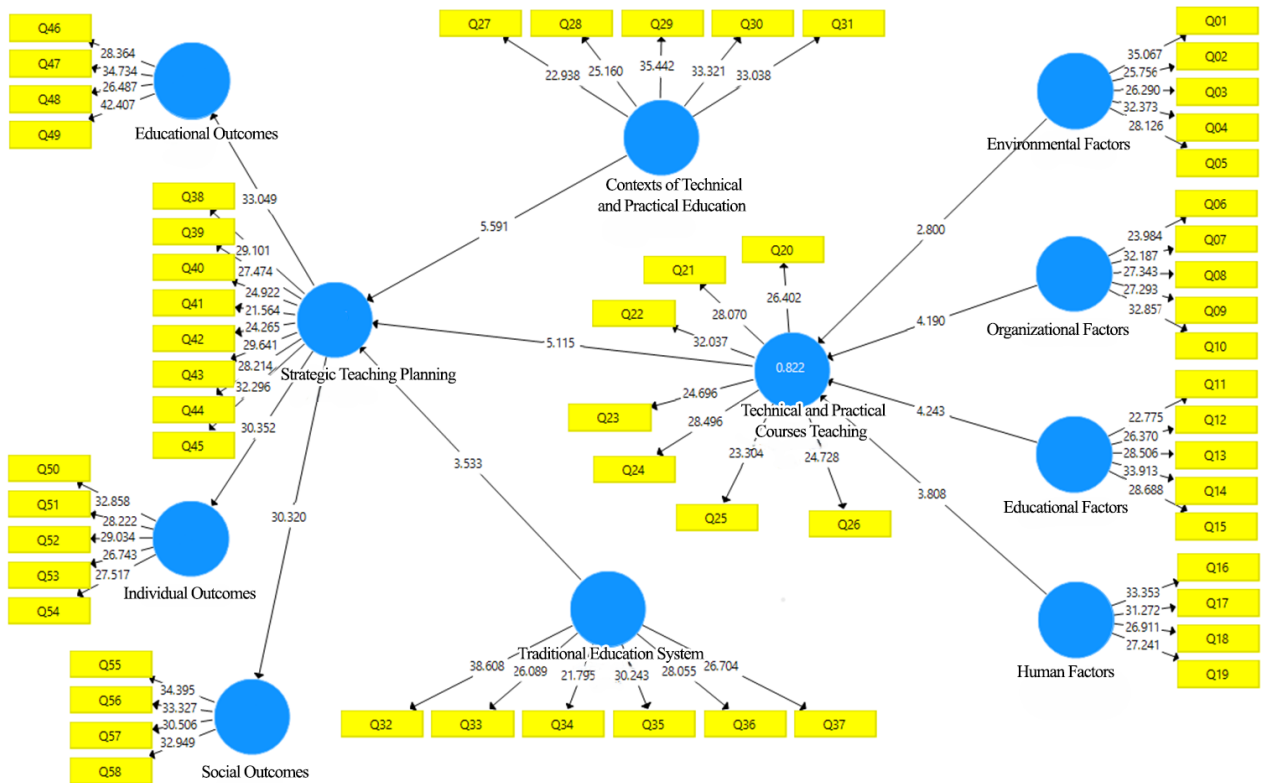 Q46
Q47
Q48
Q49
28.364
34.734
26.487
42.407
Educational Outcomes
Q27
Q28
Q29
Q30
Q31
22.938
25.160
35.442
33.321
33.038
Contexts of Technical
and Practical Education
Q01
Q02
Q03
Q04
Q05
35.067
25.756
26.290
32.373
28.126
Environmental Factors
33.049
5.591
2.800
Q38
Q39
Q40
Q41
Q42
Q43
Q44
Q45
29.101
27.474
24.922
21.564
24.265
29.641
28.214
32.296
Strategic Teaching Planning
Q20
Q21
Q22
26.402
28.070
32.037
5.115
0.822
Technical and Practical
Courses Teaching
24.696
28.496
23.304
24.728
Q23
Q24
Q25
Q26
Q06
Q07
Q08
Q09
Q10
23.984
32.187
27.343
27.293
32.857
Organizational Factors
4.190
4.243
Q11
Q12
Q13
Q14
Q15
22.775
26.370
28.506
33.913
28.688
Educational Factors
3.808
30.352
30.320
3.533
Q50
Q51
Q52
Q53
Q54
32.858
28.222
29.034
26.743
27.517
Individual Outcomes
Q16
Q17
Q18
Q19
33.353
31.272
26.911
27.241
Human Factors
Traditional Education System
38.608
26.089
21.795
30.243
28.055
26.704
Q32
Q33
Q34
Q35
Q36
Q37
Q55
Q56
Q57
Q58
34.395
33.327
30.506
32.949
Social Outcomes